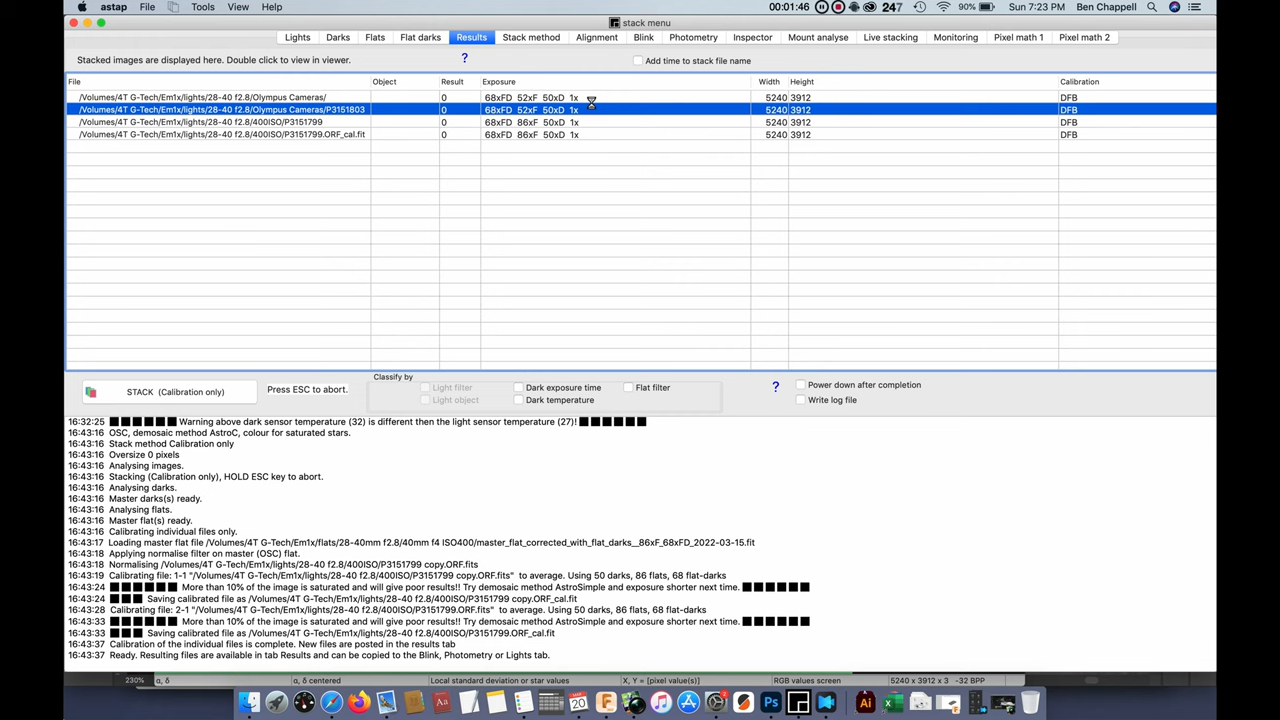 astap File Tools View Help 00:01:46 247 90% Sun 7:23 PM Ben Chappell
stack menu
Lights Darks Flats Flat darks Results Stack method Alignment Blink Photometry Inspector Mount analyse Live stacking Monitoring Pixel math 1 Pixel math 2
Stacked images are displayed here. Double click to view in viewer. ? Add time to stack file name
File Object Result Exposure Width Height Calibration
/Volumes/4T G-Tech/Em1x/lights/28-40 f2.8/Olympus Cameras/ 0 68xFD 52xF 50xD 1x 5240 3912 DFB
/Volumes/4T G-Tech/Em1x/lights/28-40 f2.8/Olympus Cameras/P3151803 0 68xFD 52xF 50xD 1x 5240 3912 DFB
/Volumes/4T G-Tech/Em1x/lights/28-40 f2.8/400ISO/P3151799 0 68xFD 86xF 50xD 1x 5240 3912 DFB
/Volumes/4T G-Tech/Em1x/lights/28-40 f2.8/400ISO/P3151799.ORF_cal.fit 0 68xFD 86xF 50xD 1x 5240 3912 DFB
Classify by
STACK (Calibration only) Press ESC to abort. Light filter Dark exposure time Flat filter ? Power down after completion
Light object Dark temperature Write log file
16:32:25 ■■■■■■ Warning above dark sensor temperature (32) is different then the light sensor temperature (27)! ■■■■■■
16:43:16 OSC, demosaic method AstroC, colour for saturated stars.
16:43:16 Stack method Calibration only
16:43:16 Oversize 0 pixels
16:43:16 Analysing images.
16:43:16 Stacking (Calibration only), HOLD ESC key to abort.
16:43:16 Analysing darks.
16:43:16 Master darks(s) ready.
16:43:16 Analysing flats.
16:43:16 Master flat(s) ready.
16:43:16 Calibrating individual files only.
16:43:17 Loading master flat file /Volumes/4T G-Tech/Em1x/flats/28-40mm f2.8/40mm f4 ISO400/master_flat_corrected_with_flat_darks__86xF_68xFD_2022-03-15.fit
16:43:18 Applying normalise filter on master (OSC) flat.
16:43:18 Normalising /Volumes/4T G-Tech/Em1x/lights/28-40 f2.8/400ISO/P3151799 copy.ORF.fits
16:43:19 Calibrating file: 1-1 "/Volumes/4T G-Tech/Em1x/lights/28-40 f2.8/400ISO/P3151799 copy.ORF.fits" to average. Using 50 darks, 86 flats, 68 flat-darks
16:43:24 ■■■■■■ More than 10% of the image is saturated and will give poor results!! Try demosaic method AstroSimple and exposure shorter next time. ■■■■■■
16:43:24 ■■■ Saving calibrated file as /Volumes/4T G-Tech/Em1x/lights/28-40 f2.8/400ISO/P3151799 copy.ORF_cal.fit
16:43:28 Calibrating file: 2-1 "/Volumes/4T G-Tech/Em1x/lights/28-40 f2.8/400ISO/P3151799.ORF.fits" to average. Using 50 darks, 86 flats, 68 flat-darks
16:43:33 ■■■■■■ More than 10% of the image is saturated and will give poor results!! Try demosaic method AstroSimple and exposure shorter next time. ■■■■■■
16:43:33 ■■■ Saving calibrated file as /Volumes/4T G-Tech/Em1x/lights/28-40 f2.8/400ISO/P3151799.ORF_cal.fit
16:43:37 Calibration of the individual files is complete. New files are posted in the results tab
16:43:37 Ready. Resulting files are available in tab Results and can be copied to the Blink, Photometry or Lights tab.
230% α, δ α, δ centered Local standard deviation or star values X, Y = [pixel value(s)] RGB values screen 5240 x 3912 x 3 -32 BPP